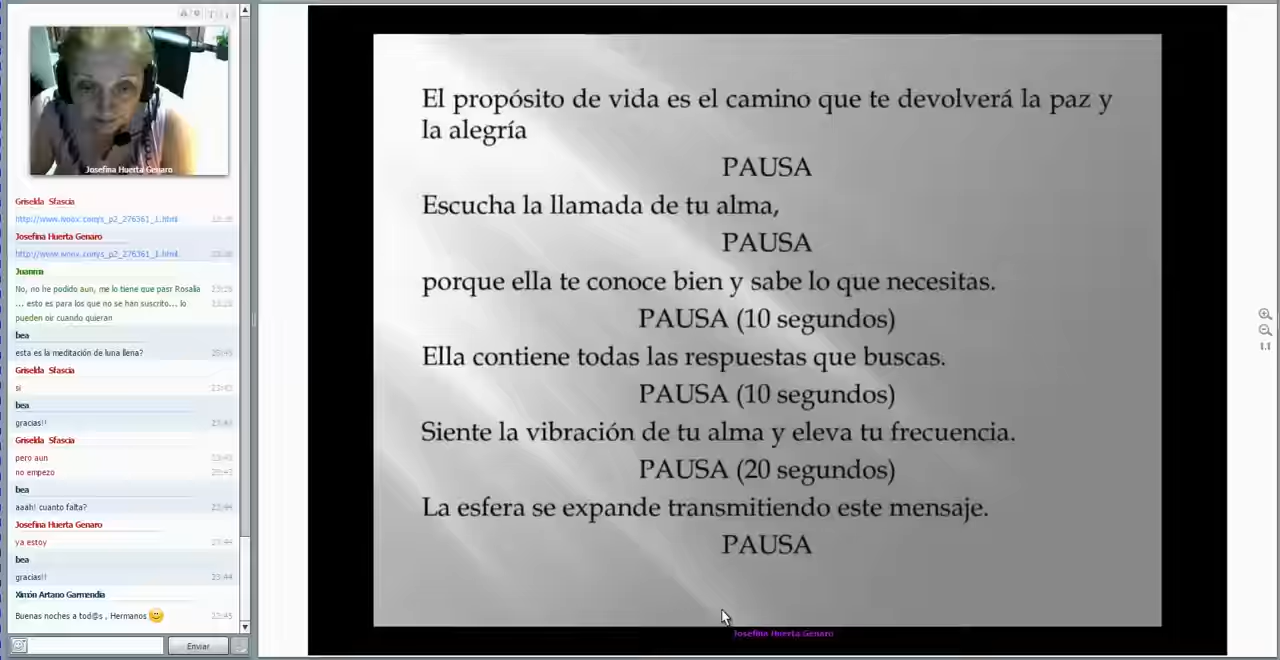 Josefina Huerta Genaro
Griselda Sfascia
Josefina Huerta Genaro
Juanma
No, no he podido aun, me lo tiene que pasr Rosalia
... esto es para los que no se han suscrito... lo
pueden oir cuando quieran
bea
esta es la meditación de luna llena?
Griselda Sfascia
si
bea
gracias!!
Griselda Sfascia
pero aun
no empezo
bea
aaah! cuanto falta?
Josefina Huerta Genaro
ya estoy
bea
gracias!!
Ximón Artano Garmendia
Buenas noches a tod@s , Hermanos
Enviar
El propósito de vida es el camino que te devolverá la paz y
la alegría
PAUSA
Escucha la llamada de tu alma,
PAUSA
porque ella te conoce bien y sabe lo que necesitas.
PAUSA (10 segundos)
Ella contiene todas las respuestas que buscas.
PAUSA (10 segundos)
Siente la vibración de tu alma y eleva tu frecuencia.
PAUSA (20 segundos)
La esfera se expande transmitiendo este mensaje.
PAUSA
Josefina Huerta Genaro
1:1